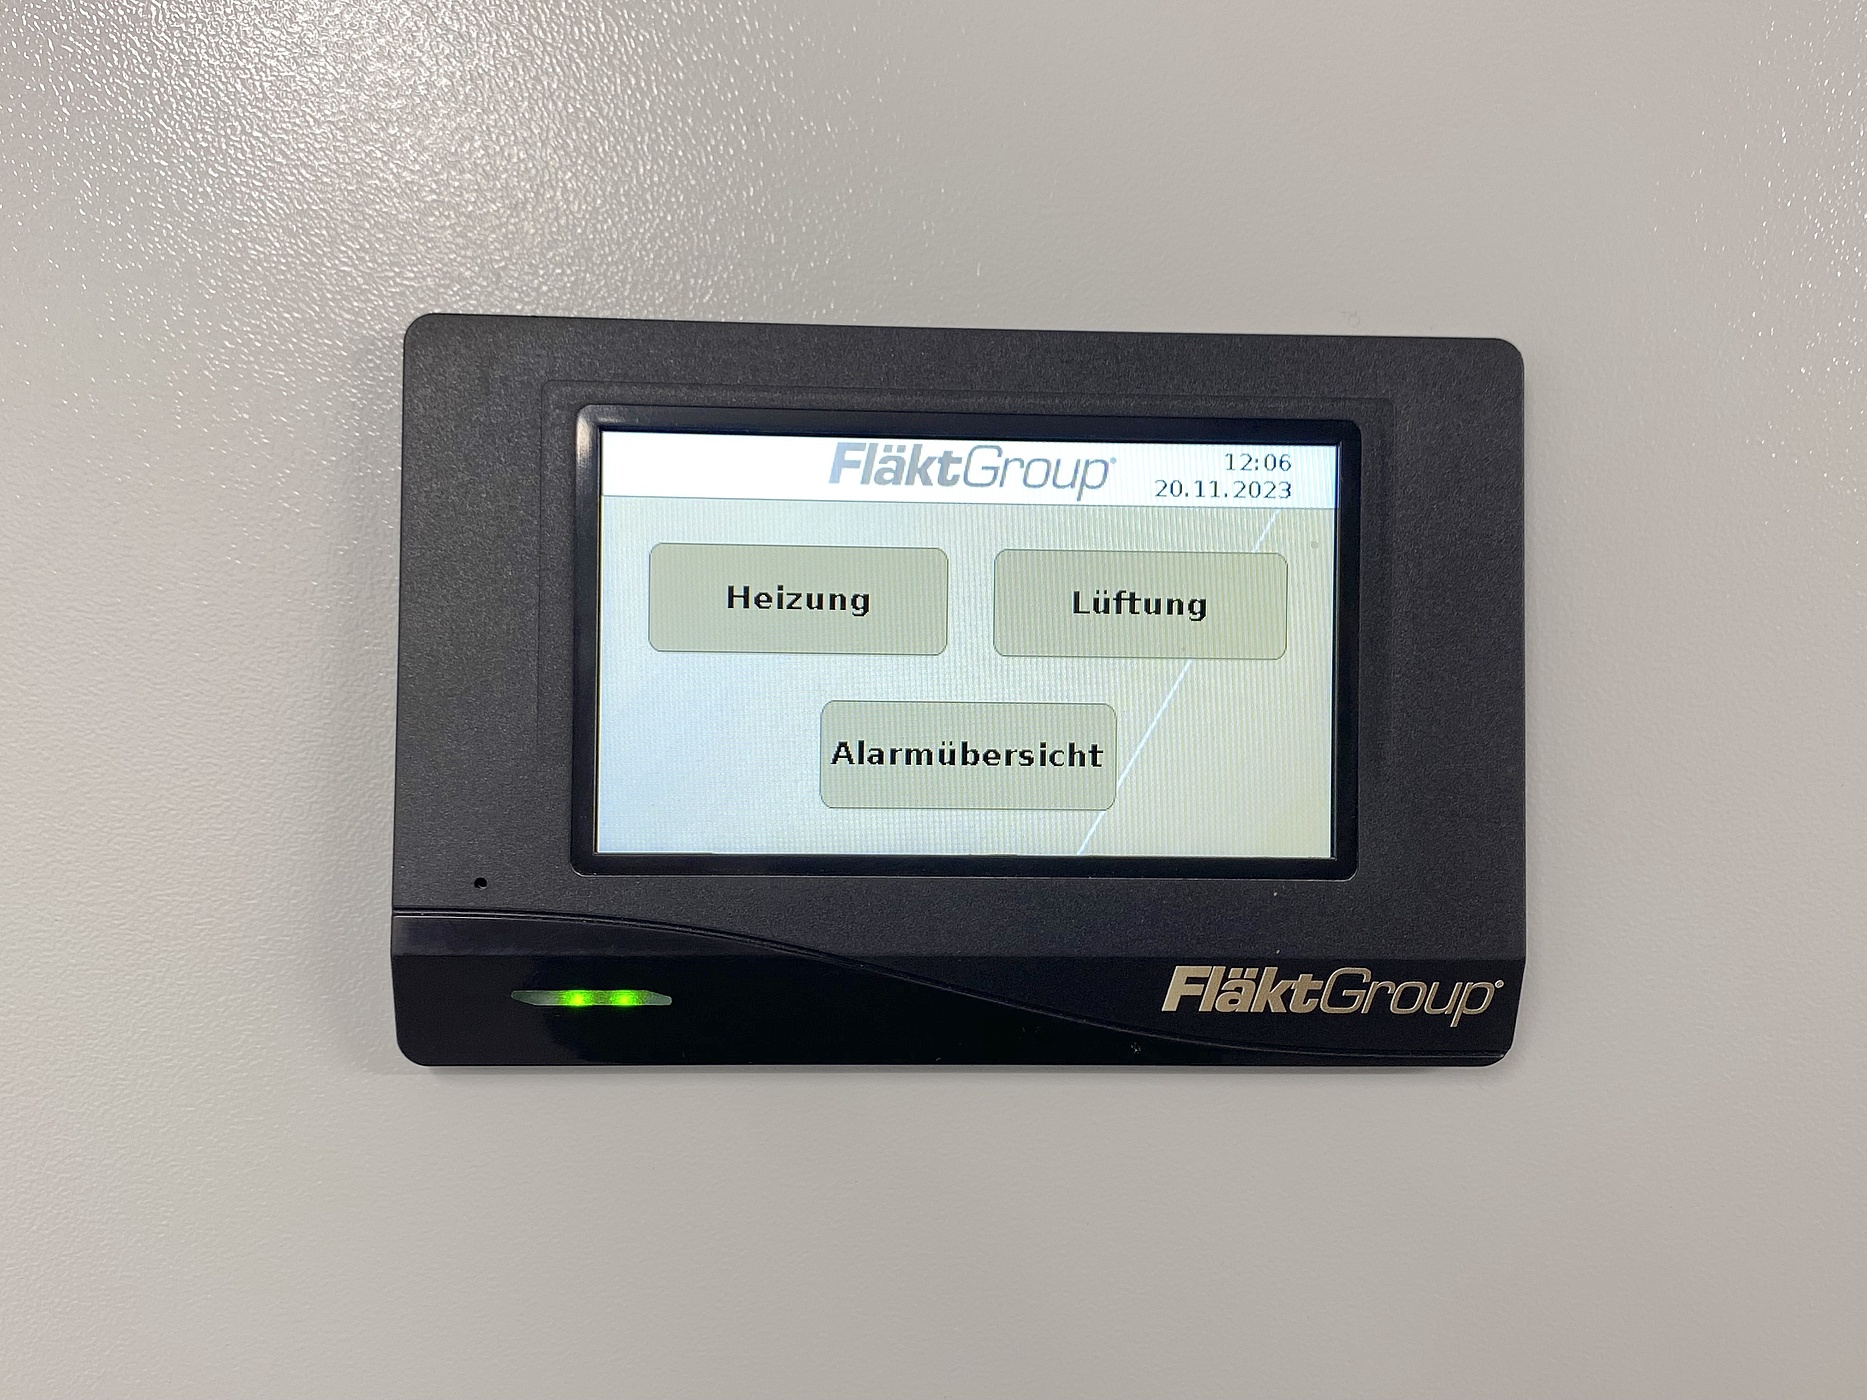 FläktGroup
12:06
20.11.2023
Heizung
Lüftung
Alarmübersicht
FläktGroup